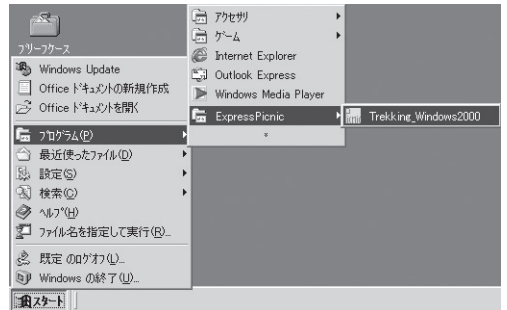 フリーケース
Windows Update
Office ﾄﾞｷｭﾒﾝﾄの新規作成
Office ﾄﾞｷｭﾒﾝﾄを開く
ﾌﾟﾛｸﾞﾗﾑ(P)
最近使ったﾌｧｲﾙ(D)
設定(S)
検索(C)
ﾍﾙﾌﾟ(H)
ﾌｧｲﾙ名を指定して実行(R)...
既定 のﾛｸﾞｵﾌ(L)...
Windows の終了(U)...
スタート
ｱｸｾｻﾘ
ｹﾞｰﾑ
Internet Explorer
Outlook Express
Windows Media Player
ExpressPicnic
Trekking_Windows2000